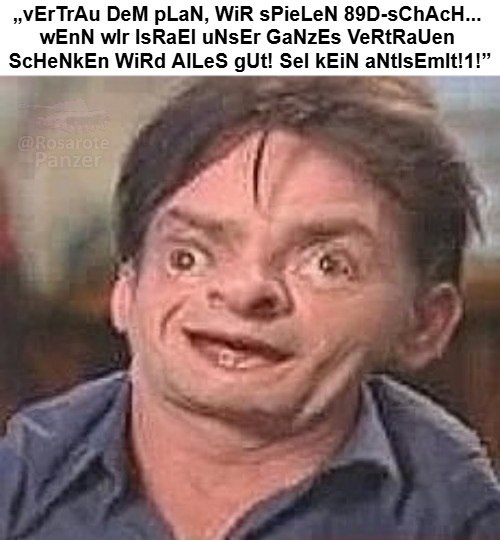 „vErTrAu DeM pLaN, WiR sPieLeN 89D-sChAcH...
wEnN wIr IsRaEl uNsEr GaNzEs VeRtRaUen
ScHeNkEn WiRd AlLeS gUt! SeI kEiN aNtIsEmIt!1!”
@Rosarote
Panzer